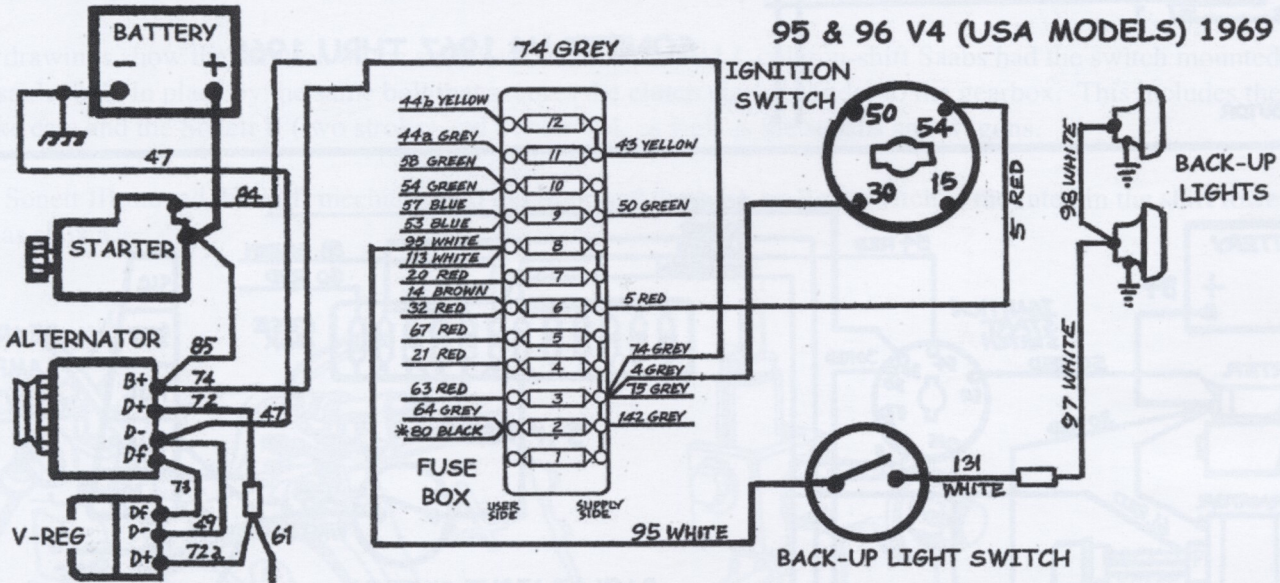 95 & 96 V4 (USA MODELS) 1969
BATTERY
-
+
74 GREY
IGNITION
SWITCH
50
54
30
15
BACK-UP
LIGHTS
98 WHITE
97 WHITE
5 RED
47
84
STARTER
44b YELLOW
44a GREY
58 GREEN
54 GREEN
57 BLUE
53 BLUE
95 WHITE
113 WHITE
20 RED
14 BROWN
32 RED
67 RED
21 RED
63 RED
64 GREY
*80 BLACK
12
11
10
9
8
7
6
5
4
3
2
1
43 YELLOW
50 GREEN
5 RED
74 GREY
4 GREY
75 GREY
142 GREY
FUSE
BOX
USER
SIDE
SUPPLY
SIDE
ALTERNATOR
B+
D+
D-
Df
85
74
72
47
73
V-REG
Df
D-
D+
49
72a
61
95 WHITE
131
WHITE
BACK-UP LIGHT SWITCH